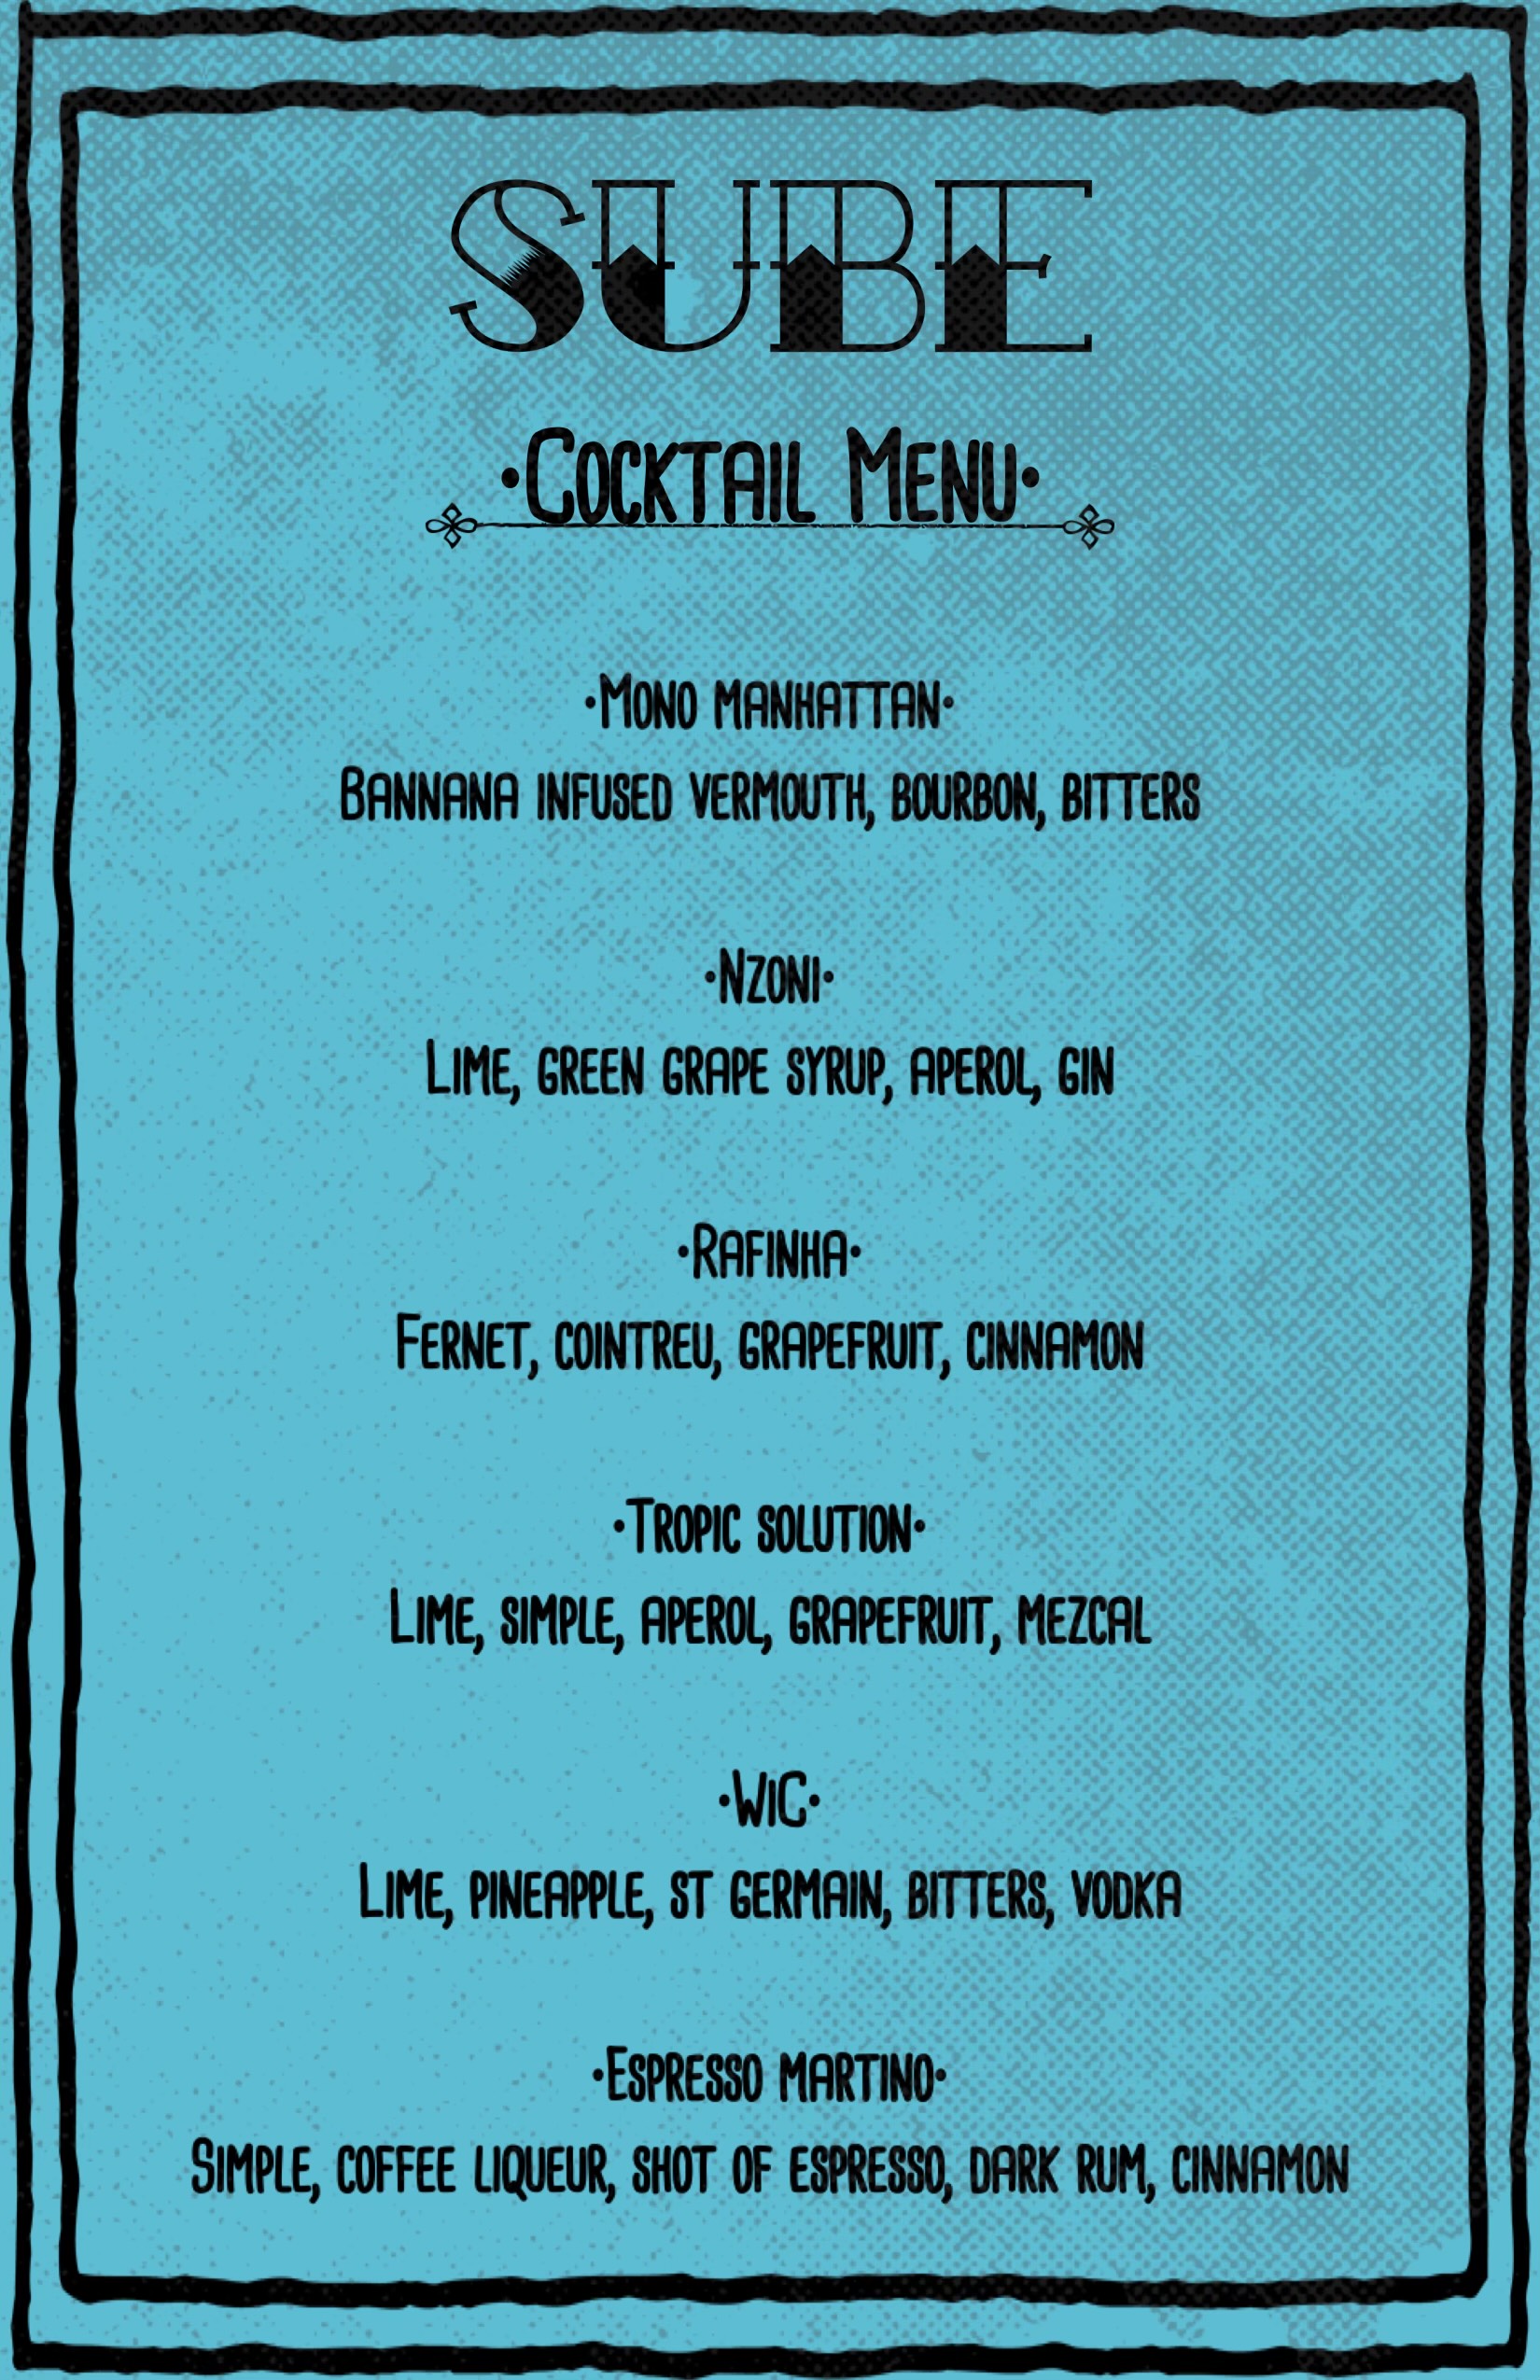 SUBE
·Cocktail Menu·
·Mono manhattan·
Bannana infused vermouth, bourbon, bitters
·Nzoni·
Lime, green grape syrup, aperol, gin
·Rafinha·
Fernet, cointreu, grapefruit, cinnamon
·Tropic solution·
Lime, simple, aperol, grapefruit, mezcal
·WiC·
Lime, pineapple, st germain, bitters, vodka
·Espresso martino·
Simple, coffee liqueur, shot of espresso, dark rum, cinnamon